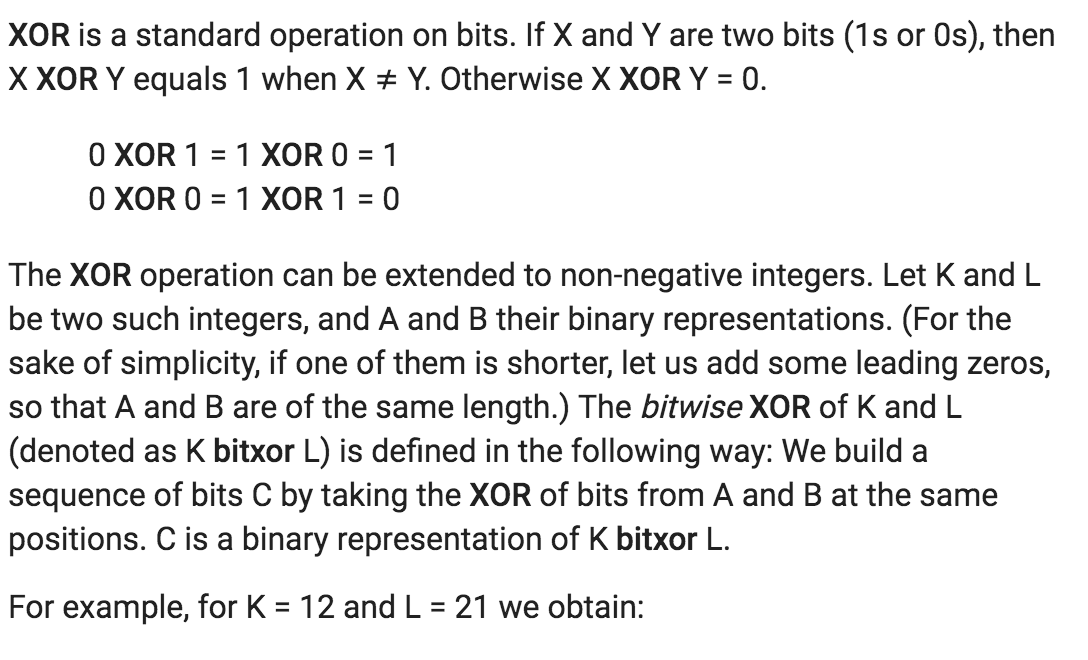 XOR is a standard operation on bits. If X and Y are two bits (1s or 0s), then
X XOR Y equals 1 when X ≠ Y. Otherwise X XOR Y = 0.
0 XOR 1 = 1 XOR 0 = 1
0 XOR 0 = 1 XOR 1 = 0
The XOR operation can be extended to non-negative integers. Let K and L
be two such integers, and A and B their binary representations. (For the
sake of simplicity, if one of them is shorter, let us add some leading zeros,
so that A and B are of the same length.) The bitwise XOR of K and L
(denoted as K bitxor L) is defined in the following way: We build a
sequence of bits C by taking the XOR of bits from A and B at the same
positions. C is a binary representation of K bitxor L.
For example, for K = 12 and L = 21 we obtain: